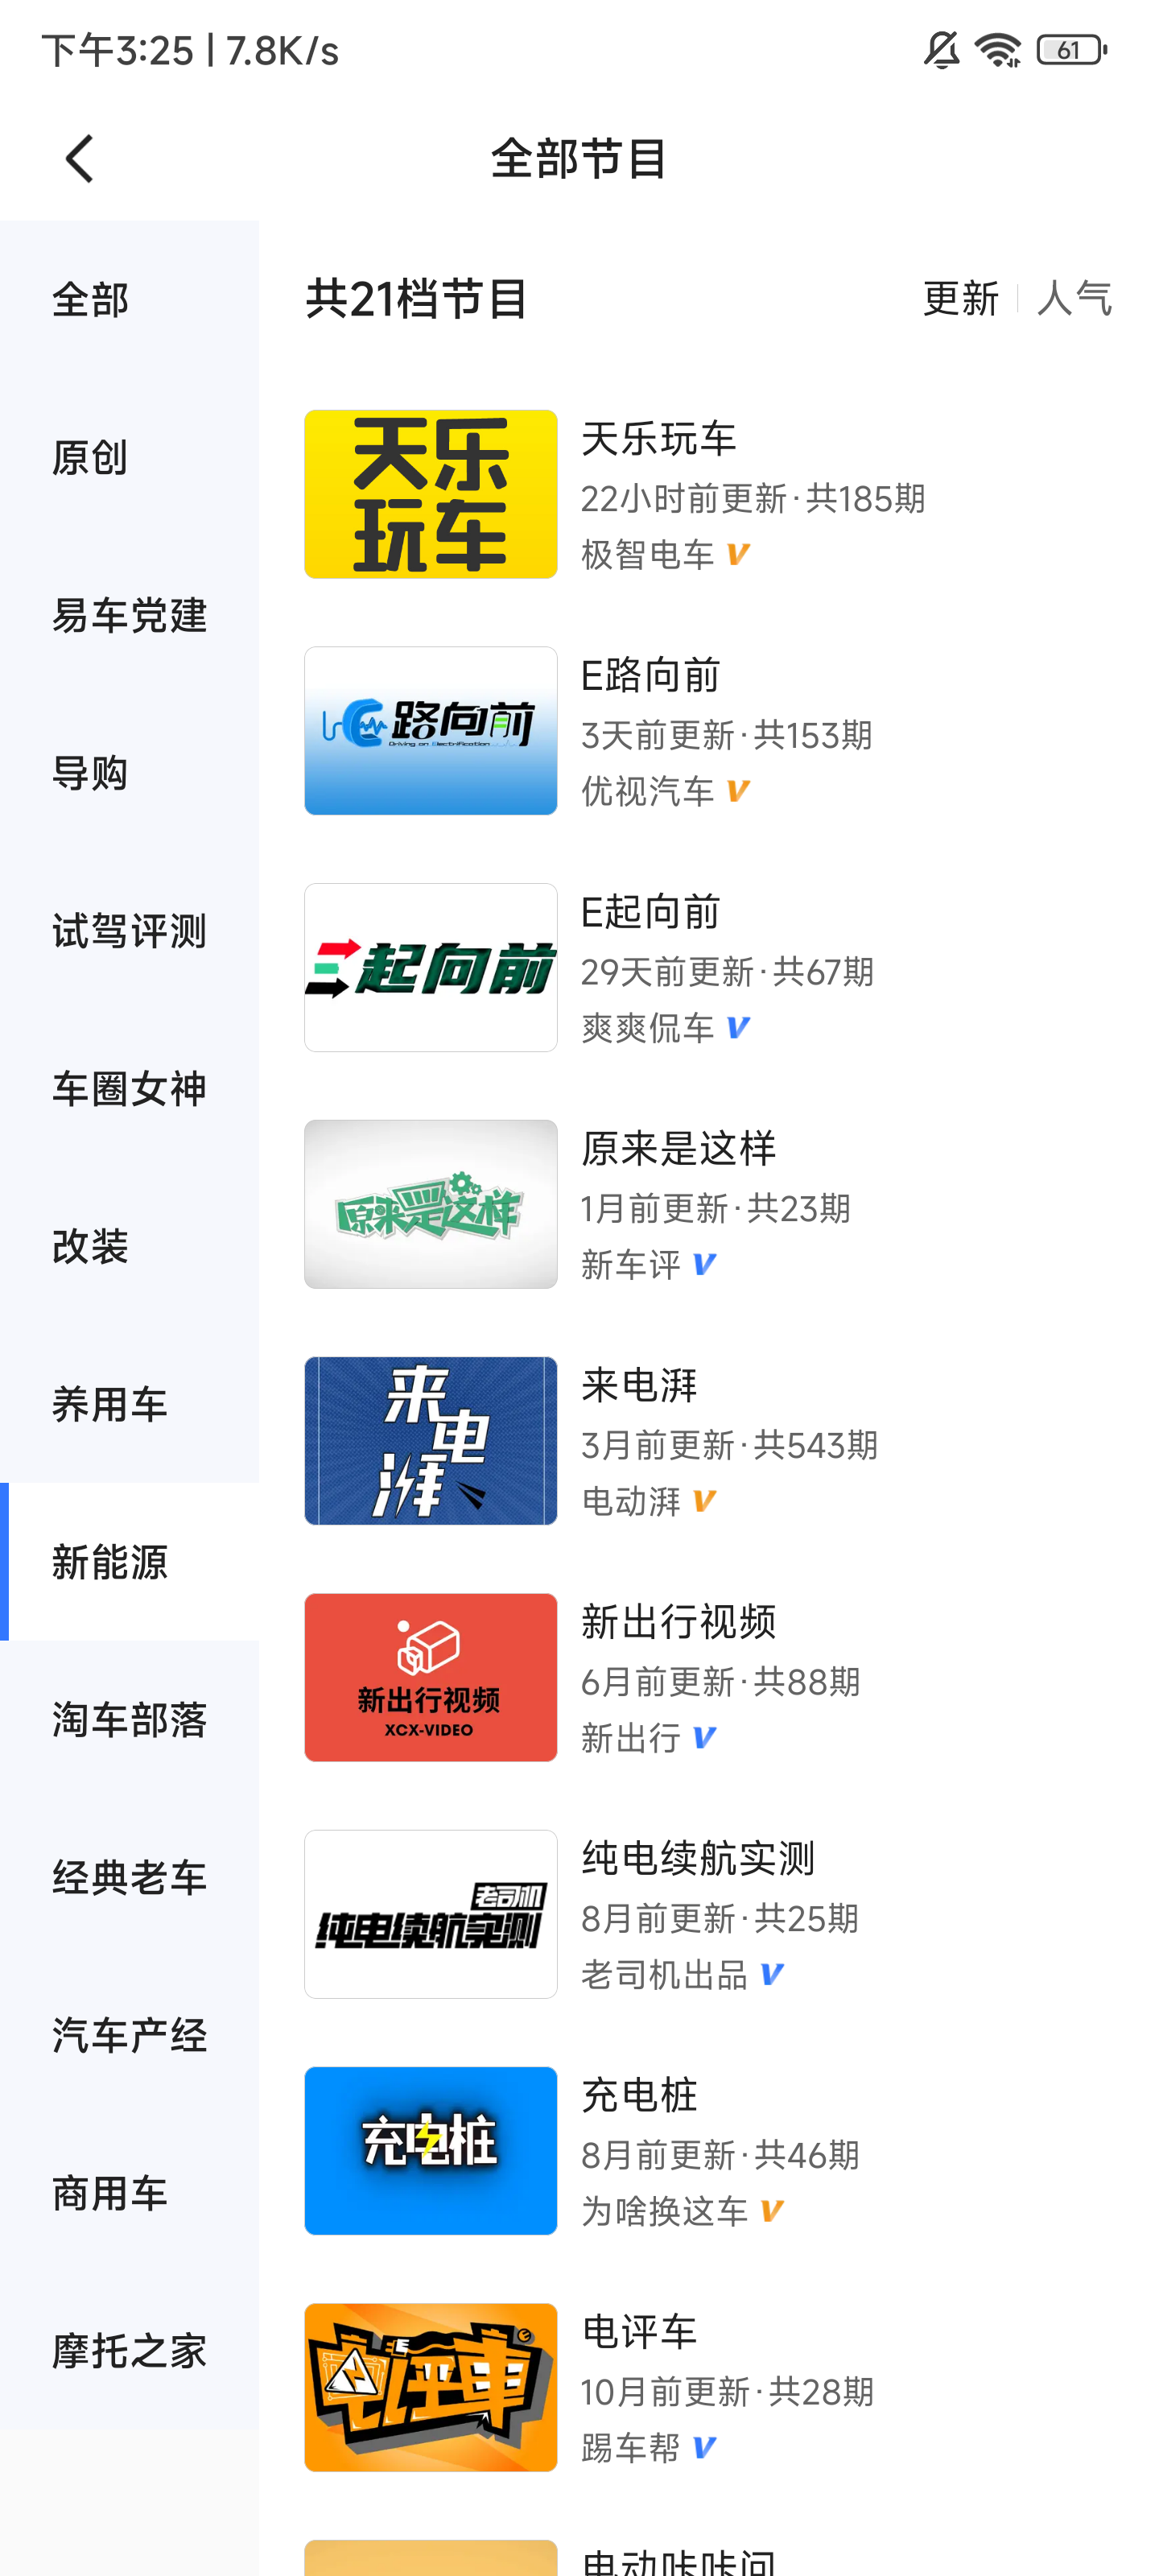 下午3:25 | 7.8K/s
61
全部节目
全部
原创
易车党建
导购
试驾评测
车圈女神
改装
养用车
新能源
淘车部落
经典老车
汽车产经
商用车
摩托之家
共21档节目
更新 | 人气
天乐
玩车
天乐玩车
22小时前更新·共185期
极智电车
E路向前
Driving on Electrification
E路向前
3天前更新·共153期
优视汽车
E起向前
E起向前
29天前更新·共67期
爽爽侃车
原来是这样
原来是这样
1月前更新·共23期
新车评
来电湃
来电湃
3月前更新·共543期
电动湃
新出行视频
XCX-VIDEO
新出行视频
6月前更新·共88期
新出行
老司机
纯电续航实测
纯电续航实测
8月前更新·共25期
老司机出品
充电桩
充电桩
8月前更新·共46期
为啥换这车
电评车
电评车
10月前更新·共28期
踢车帮
电动咔咔问